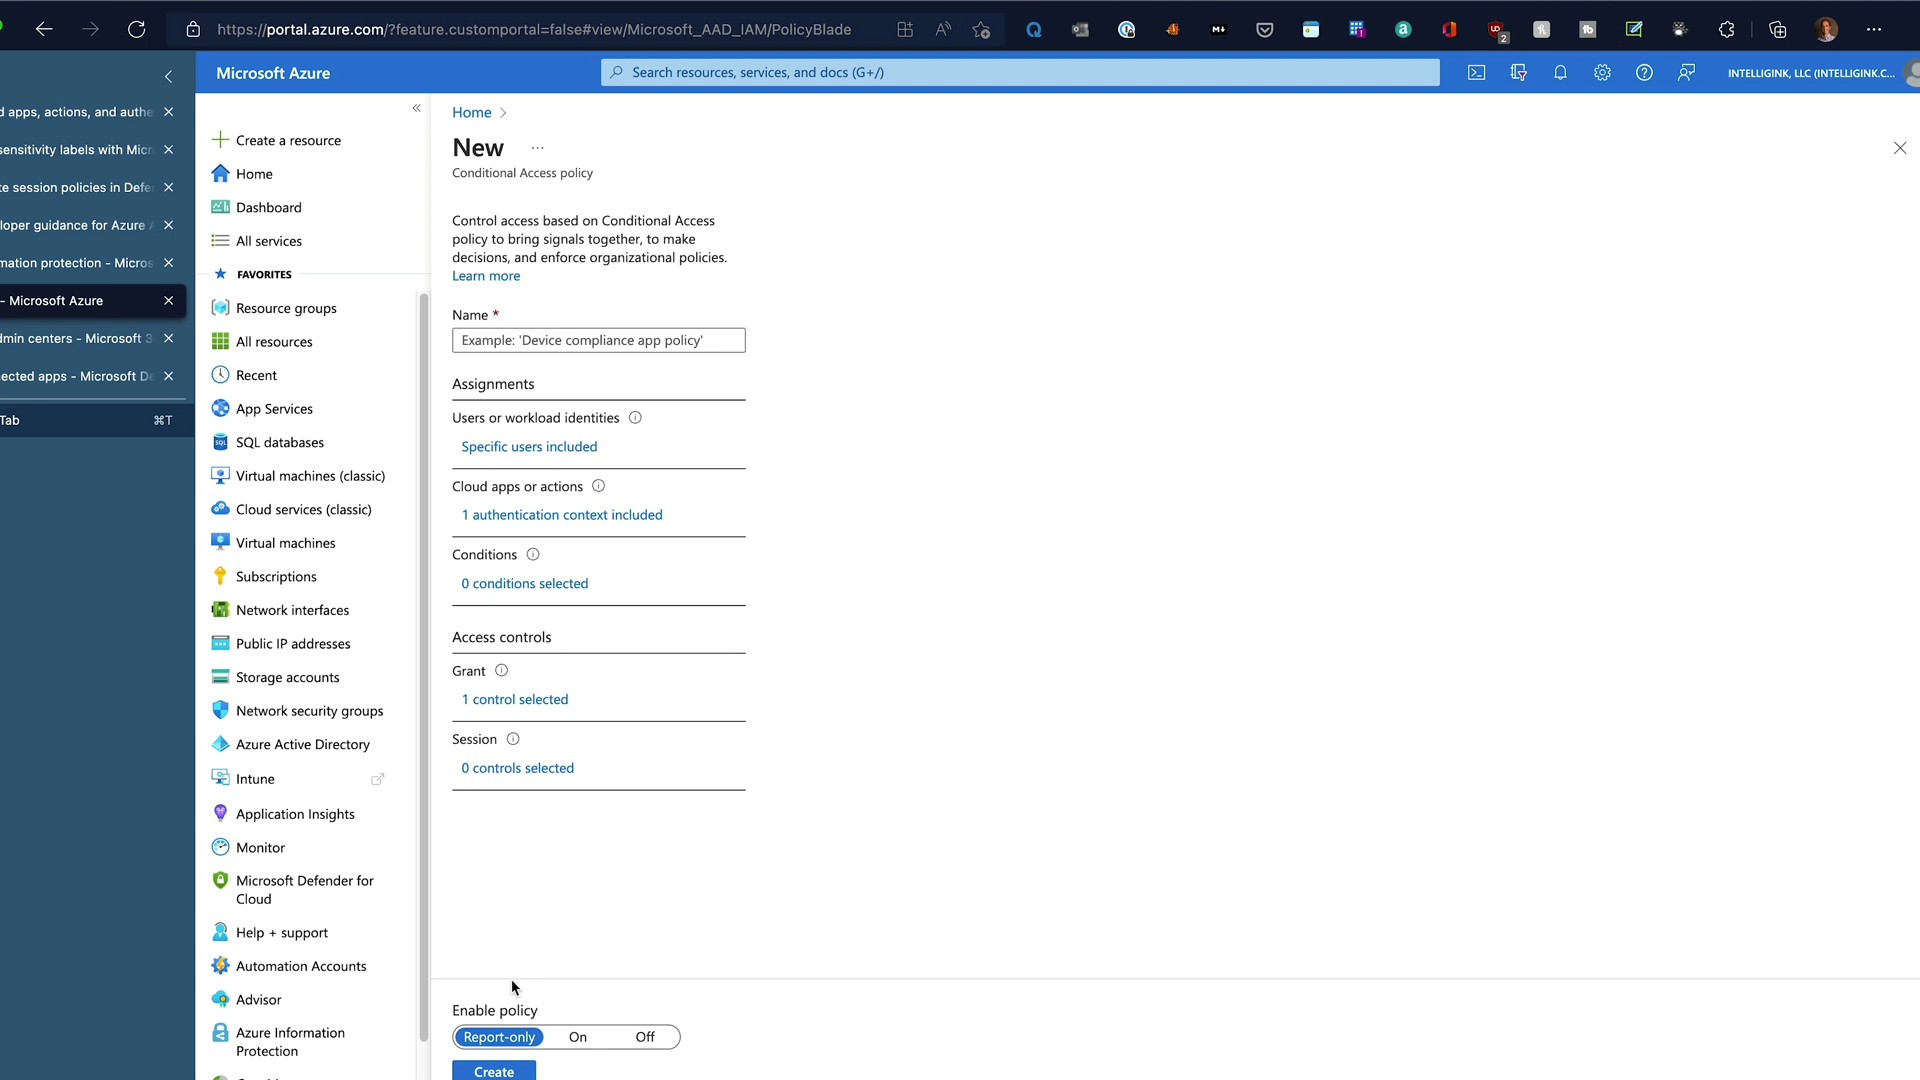 https://portal.azure.com/?feature.customportal=false#view/Microsoft_AAD_IAM/PolicyBlade
2
1
M↓
tb
Microsoft Azure
Search resources, services, and docs (G+/)
INTELLIGINK, LLC (INTELLIGINK.C...
d apps, actions, and authe
sensitivity labels with Micr
te session policies in Defe
loper guidance for Azure A
mation protection - Micros
- Microsoft Azure
dmin centers - Microsoft 3
ected apps - Microsoft De
Tab ⌘T
Create a resource
Home
Dashboard
All services
FAVORITES
Resource groups
All resources
Recent
App Services
SQL databases
Virtual machines (classic)
Cloud services (classic)
Virtual machines
Subscriptions
Network interfaces
Public IP addresses
Storage accounts
Network security groups
Azure Active Directory
Intune
Application Insights
Monitor
Microsoft Defender for
Cloud
Help + support
Automation Accounts
Advisor
Azure Information
Protection
Home >
New ...
Conditional Access policy
Control access based on Conditional Access
policy to bring signals together, to make
decisions, and enforce organizational policies.
Learn more
Name *
Example: 'Device compliance app policy'
Assignments
Users or workload identities
Specific users included
Cloud apps or actions
1 authentication context included
Conditions
0 conditions selected
Access controls
Grant
1 control selected
Session
0 controls selected
Enable policy
Report-only On Off
Create